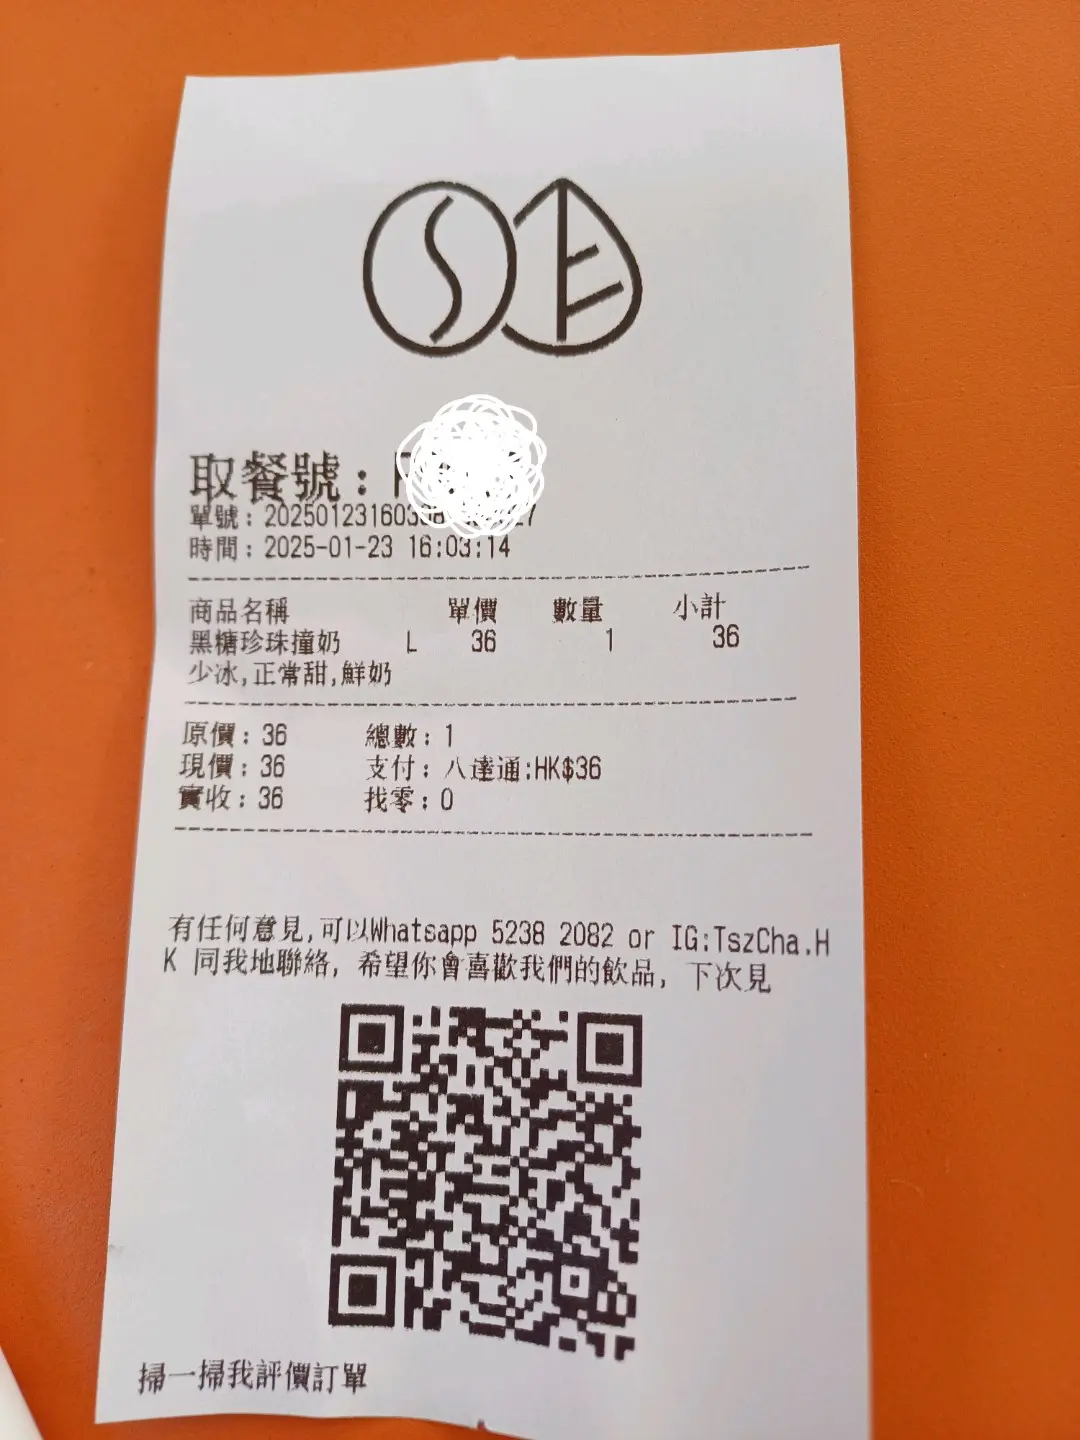 取餐號：
單號：2025012316033
時間：2025-01-23 16:03:14
商品名稱 單價 數量 小計
黑糖珍珠撞奶 L 36 1 36
少冰,正常甜,鮮奶
原價：36 總數：1
現價：36 支付：八達通:HK$36
實收：36 找零：0
有任何意見,可以Whatsapp 5238 2082 or IG:TszCha.H
K 同我地聯絡, 希望你會喜歡我們的飲品, 下次見
掃一掃我評價訂單